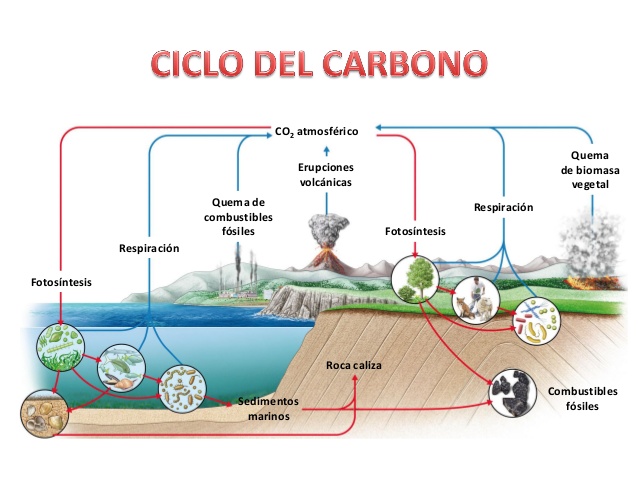 CICLO DEL CARBONO
CO₂ atmosférico
Erupciones
volcánicas
Quema
de biomasa
vegetal
Quema de
combustibles
fósiles
Respiración
Fotosíntesis
Respiración
Fotosíntesis
Roca caliza
Sedimentos
marinos
Combustibles
fósiles